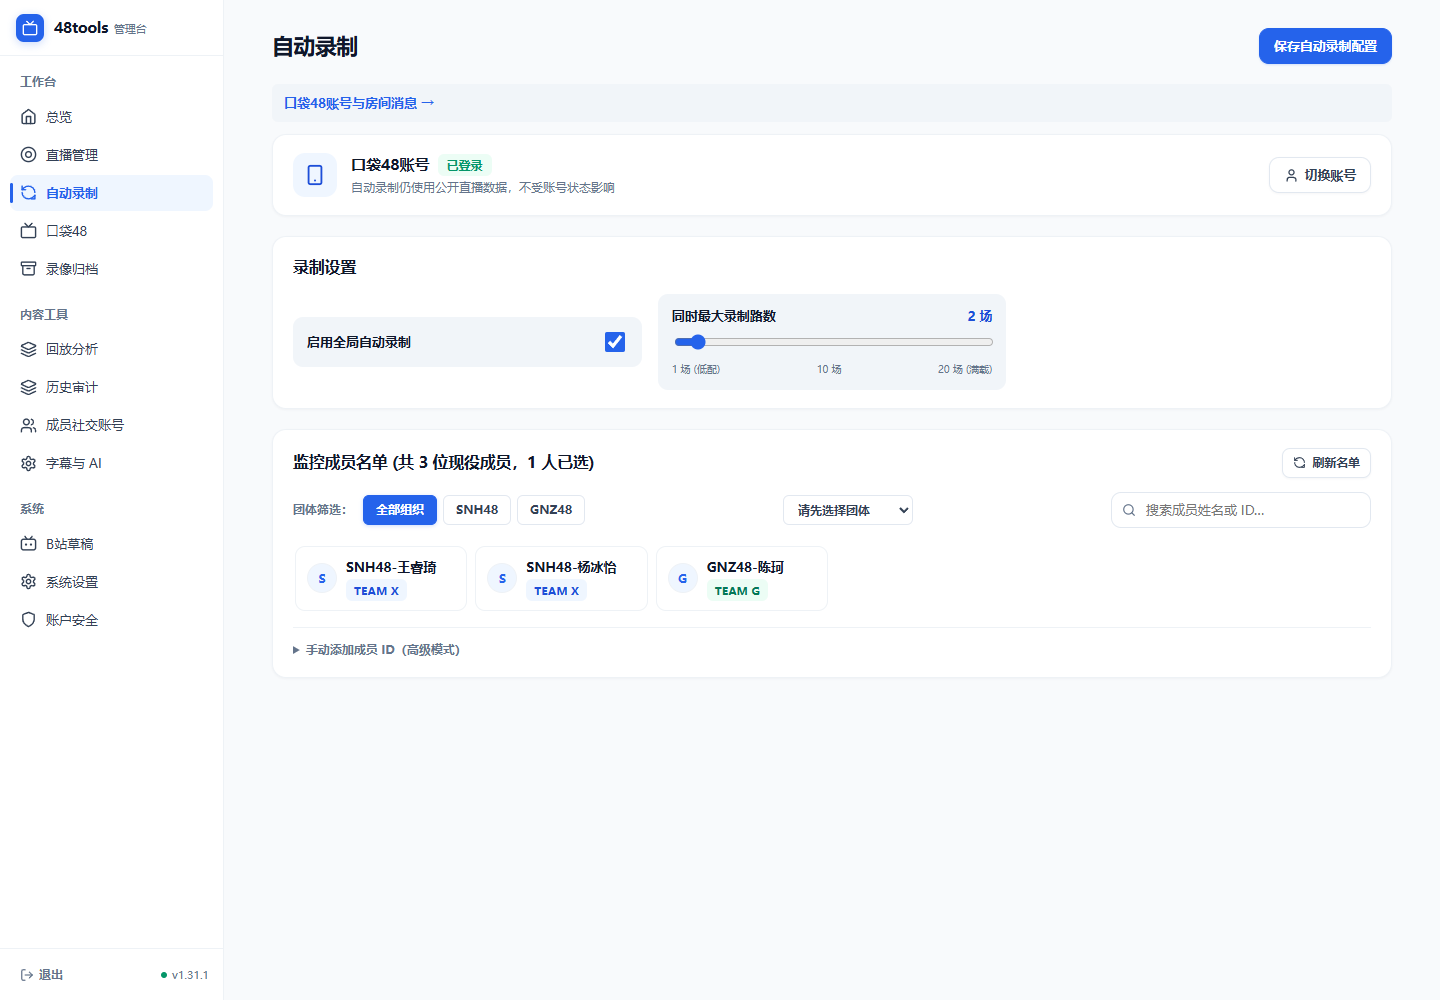 48tools 管理台
工作台
总览
直播管理
自动录制
口袋48
录像归档
内容工具
回放分析
历史审计
成员社交账号
字幕与 AI
系统
B站草稿
系统设置
账户安全
退出
v1.31.1
自动录制
保存自动录制配置
口袋48账号与房间消息 →
口袋48账号 已登录
自动录制仍使用公开直播数据，不受账号状态影响
切换账号
录制设置
启用全局自动录制
同时最大录制路数 2 场
1 场 (低配) 10 场 20 场 (满载)
监控成员名单 (共 3 位现役成员，1 人已选)
刷新名单
团体筛选： 全部组织 SNH48 GNZ48
请先选择团体
搜索成员姓名或 ID...
S SNH48-王睿琦
TEAM X
S SNH48-杨冰怡
TEAM X
G GNZ48-陈珂
TEAM G
手动添加成员 ID（高级模式）